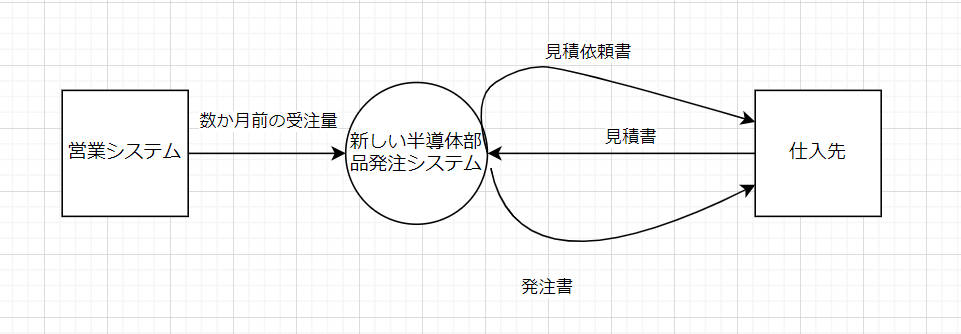 見積依頼書
数か月前の受注量
見積書
営業システム
新しい半導体部
品発注システム
仕入先
発注書